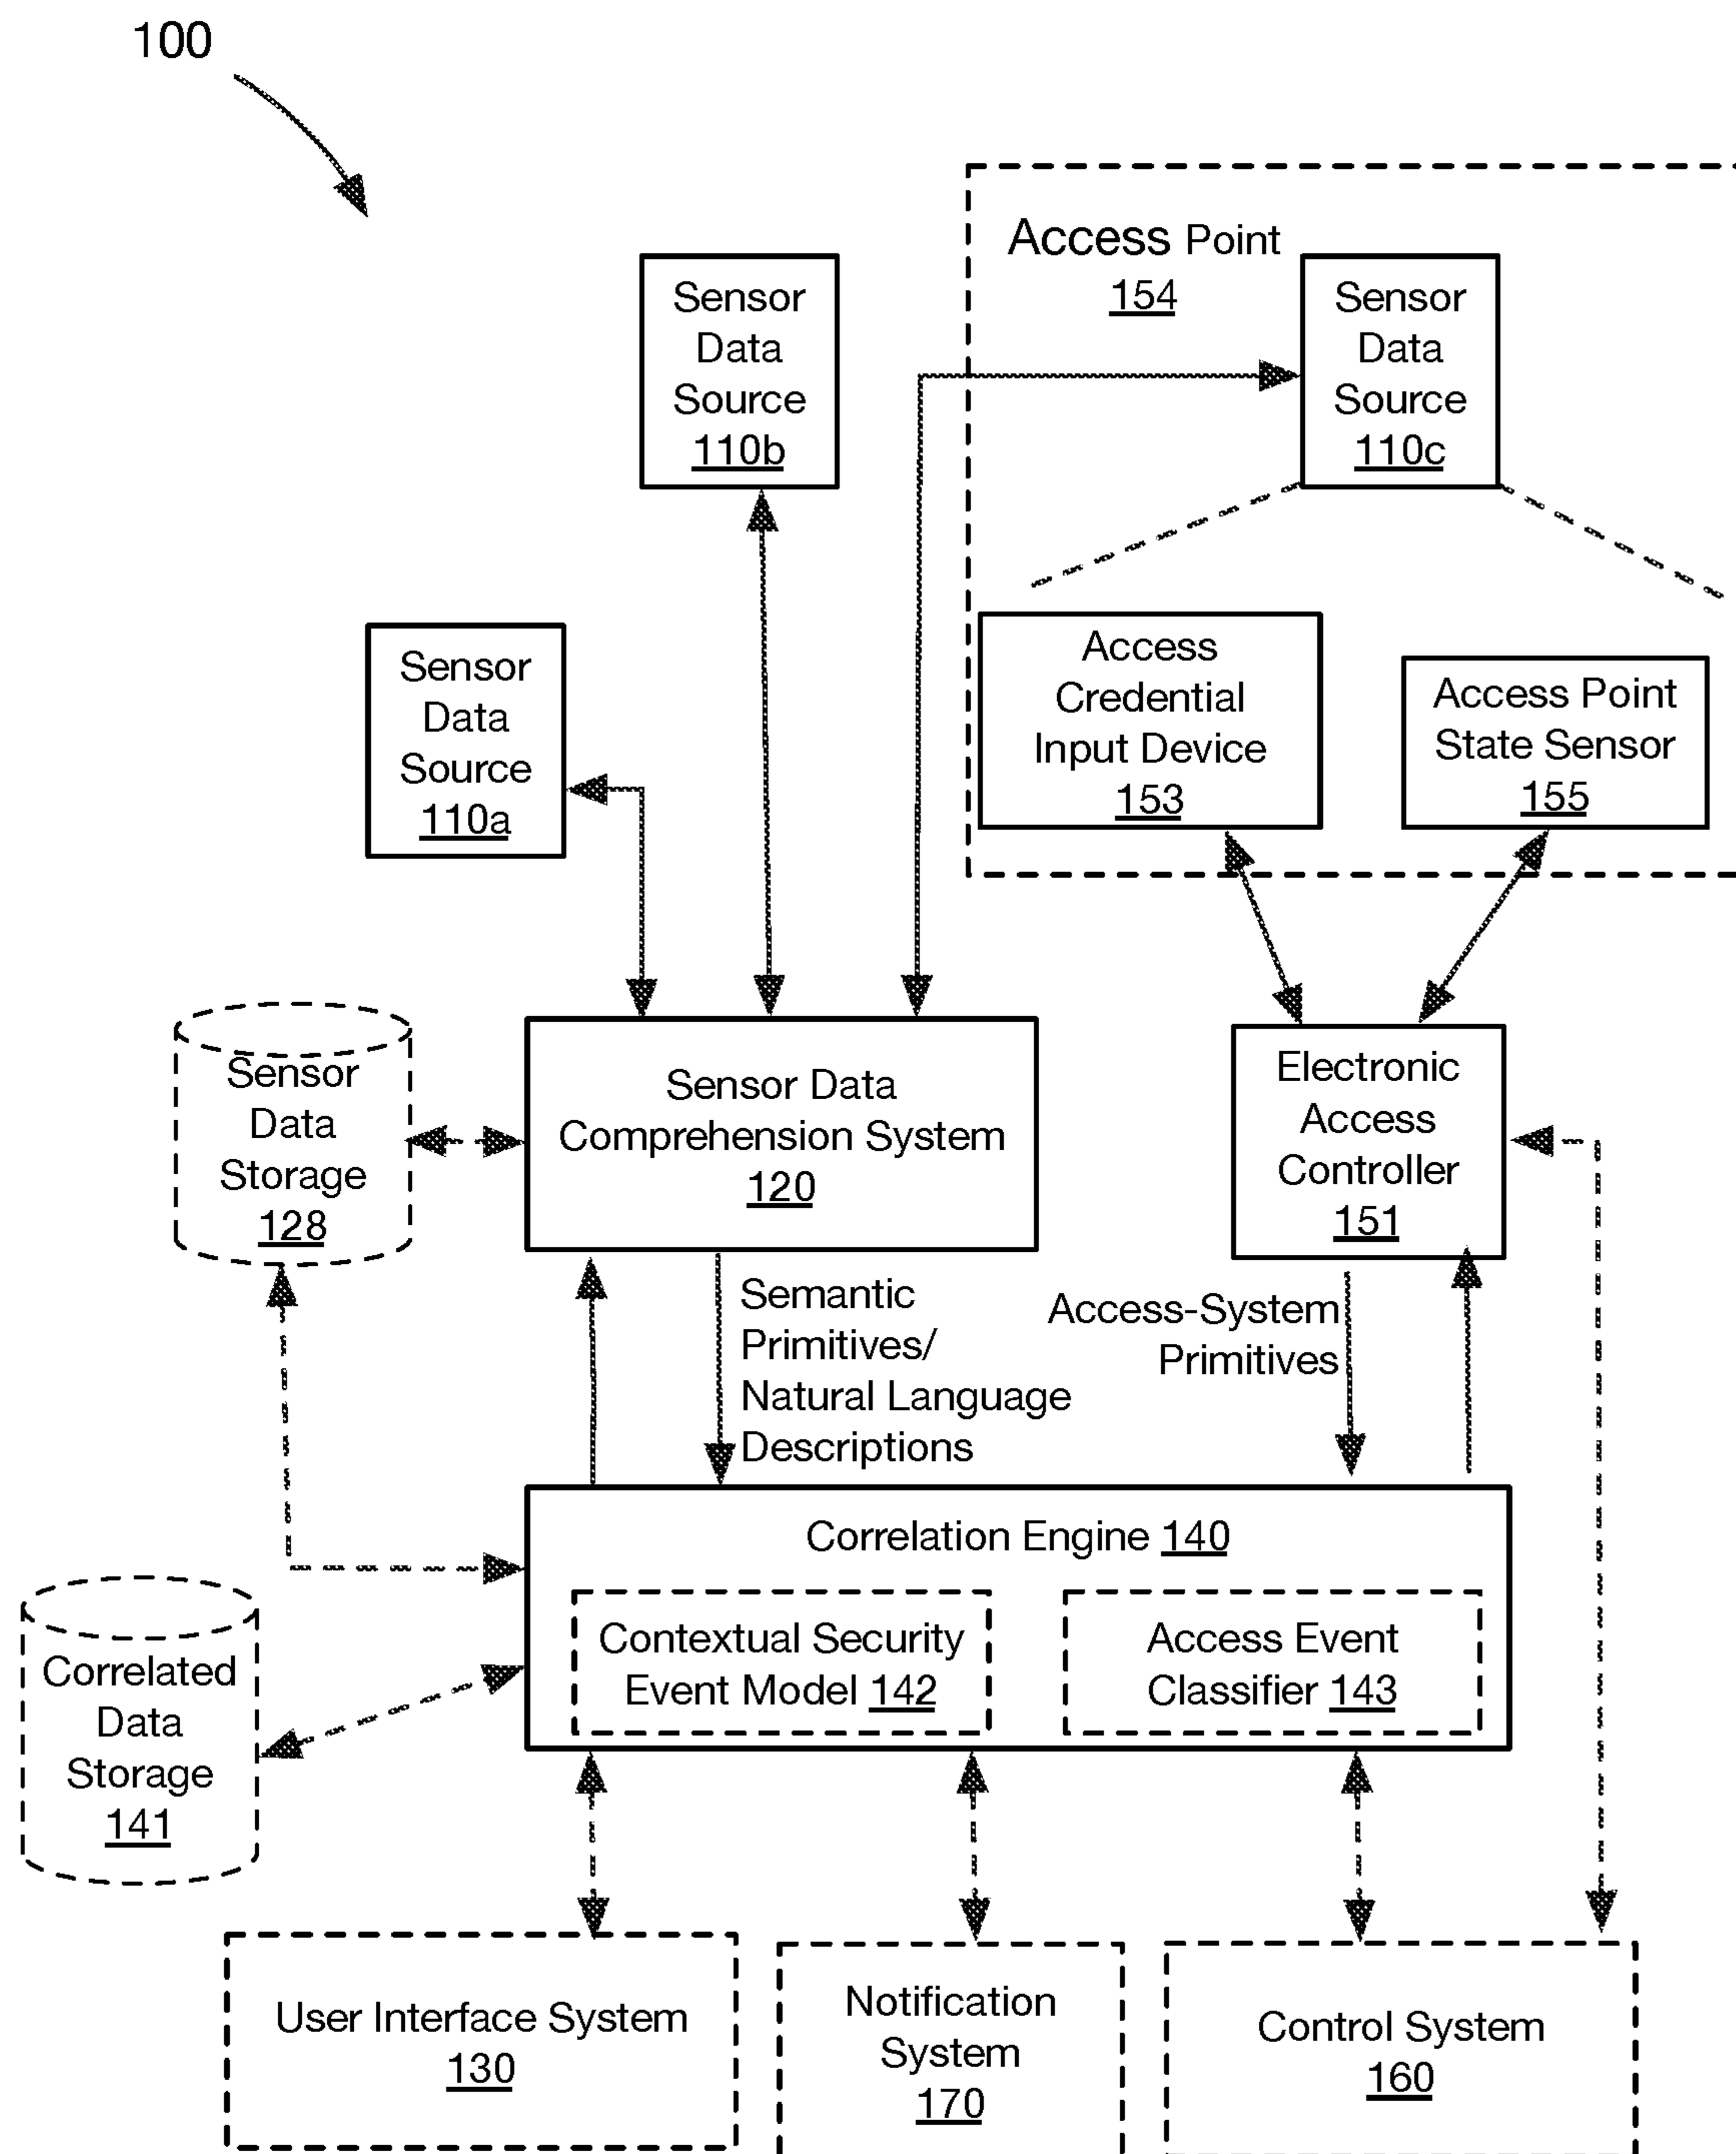 100
Access Point
154
Sensor
Data
Source
110b
Sensor
Data
Source
110c
Sensor
Data
Source
110a
Access
Credential
Input Device
153
Access Point
State Sensor
155
Sensor
Data
Storage
128
Sensor Data
Comprehension System
120
Electronic
Access
Controller
151
Semantic
Primitives/
Natural Language
Descriptions
Access-System
Primitives
Correlation Engine 140
Contextual Security
Event Model 142
Access Event
Classifier 143
Correlated
Data
Storage
141
User Interface System
130
Notification
System
170
Control System
160